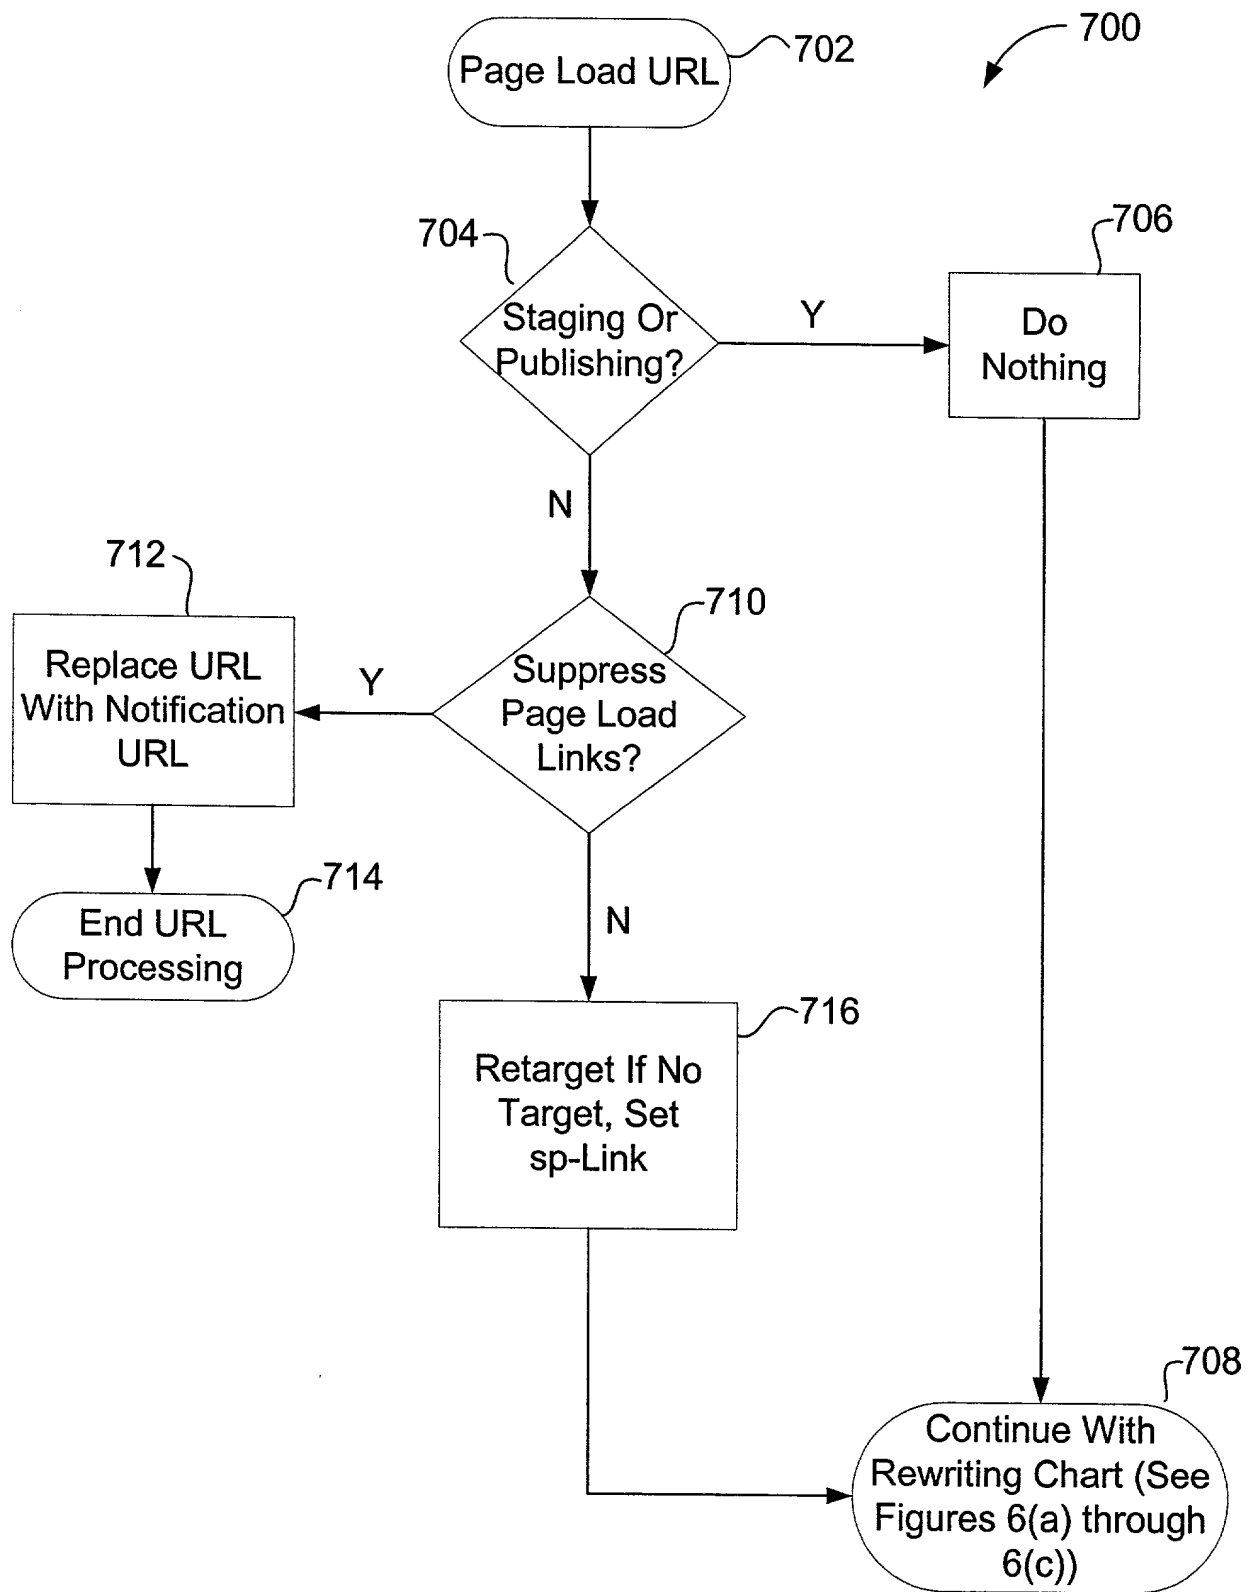 700
702
Page Load URL
704
Staging Or
Publishing?
Y
706
Do
Nothing
N
712
Replace URL
With Notification
URL
Y
710
Suppress
Page Load
Links?
714
End URL
Processing
N
716
Retarget If No
Target, Set
sp-Link
708
Continue With
Rewriting Chart (See
Figures 6(a) through
6(c))